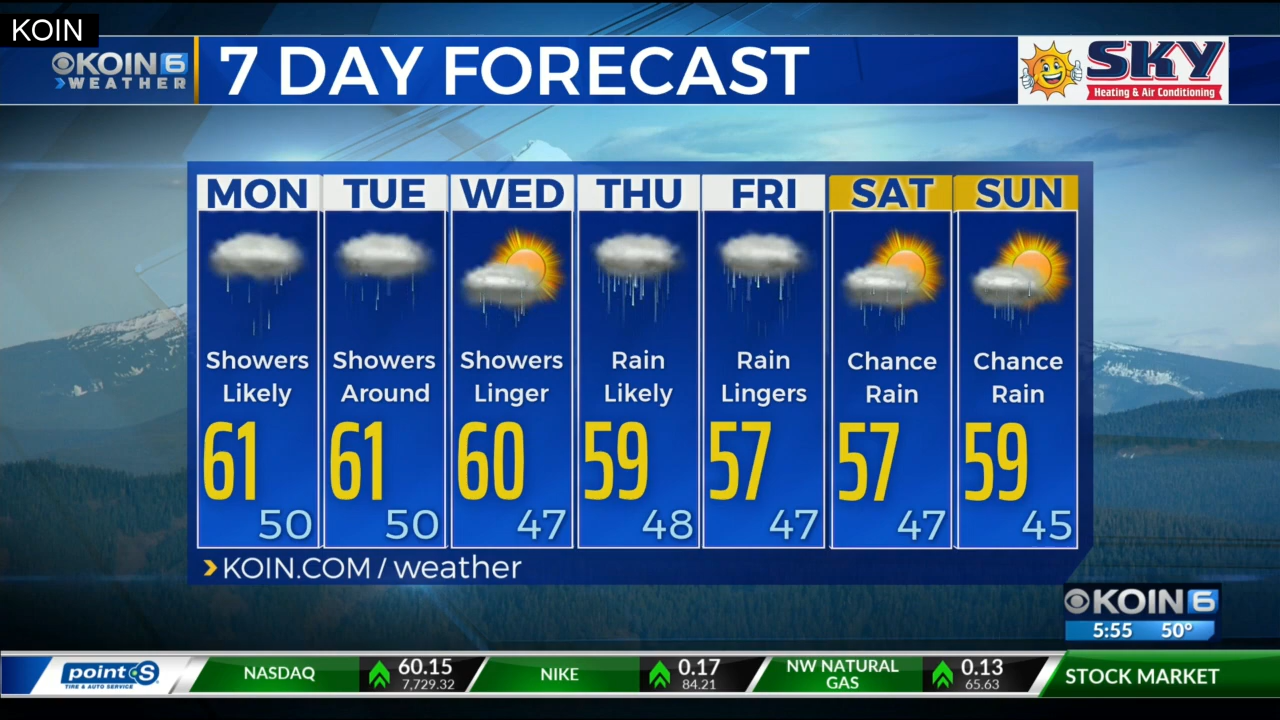 KOIN
KOIN 6
WEATHER
7 DAY FORECAST
SKY
Heating & Air Conditioning
MON TUE WED THU FRI SAT SUN
Showers Showers Showers Rain Rain Chance Chance
Likely Around Linger Likely Lingers Rain Rain
61 61 60 59 57 57 59
50 50 47 48 47 47 45
KOIN.COM / weather
KOIN 6
5:55 50°
point S
TIRE & AUTO SERVICE
NASDAQ
60.15
7,729.32
NIKE
0.17
84.21
NW NATURAL
GAS
0.13
65.63
STOCK MARKET